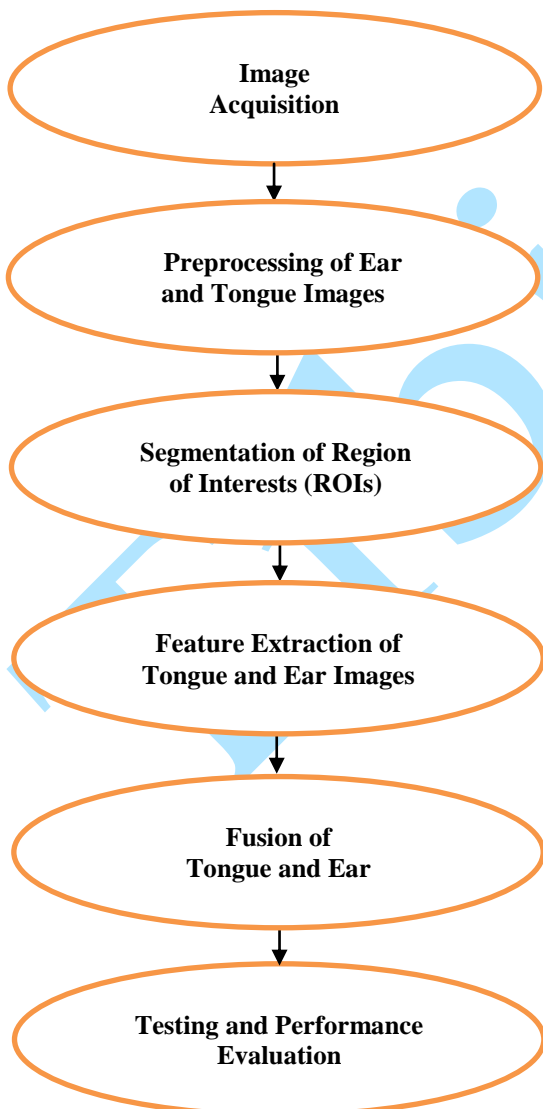 Image
Acquisition
Preprocessing of Ear
and Tongue Images
Segmentation of Region
of Interests (ROIs)
Feature Extraction of
Tongue and Ear Images
Fusion of
Tongue and Ear
Testing and Performance
Evaluation